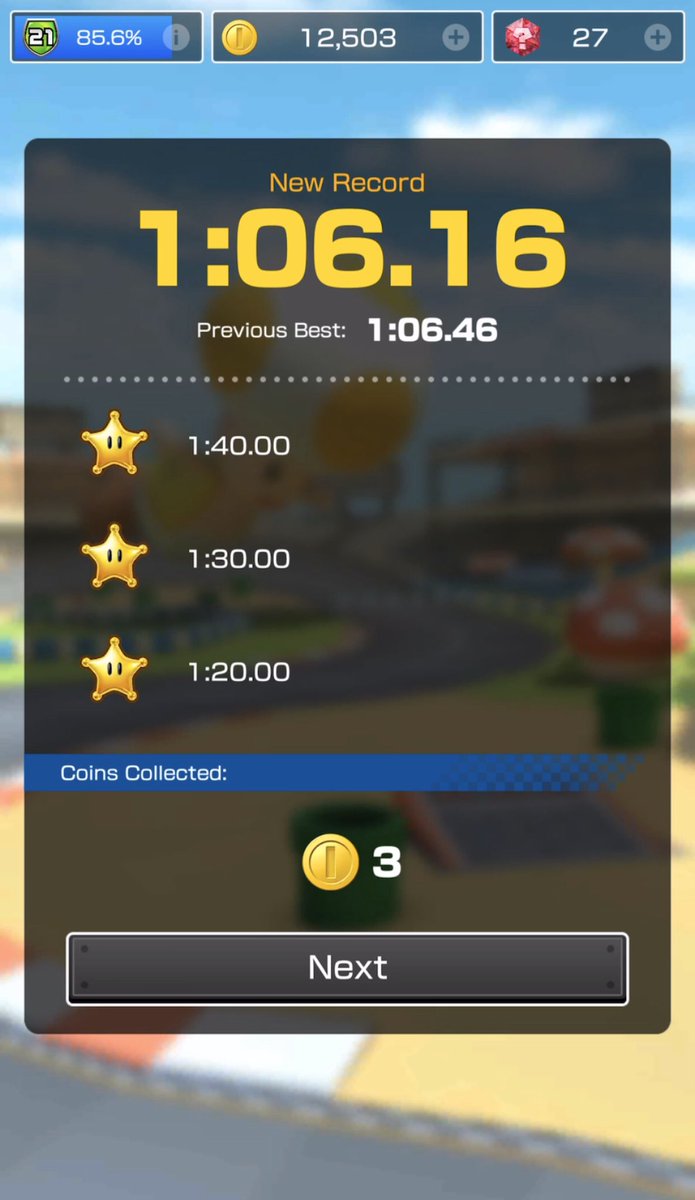 21 85.6% i 12,503 + ? 27 +
New Record
1:06.16
Previous Best: 1:06.46
1:40.00
1:30.00
1:20.00
Coins Collected:
3
Next